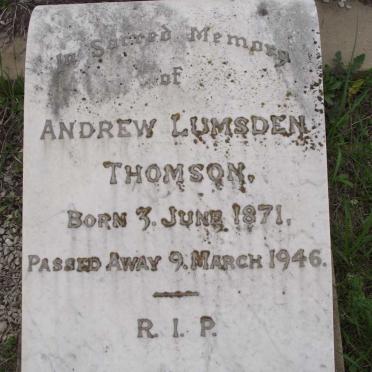 In Sacred Memory
of
ANDREW LUMSDEN
THOMSON.
BORN 3. JUNE 1871.
PASSED AWAY 9. MARCH 1946.
R. I. P.